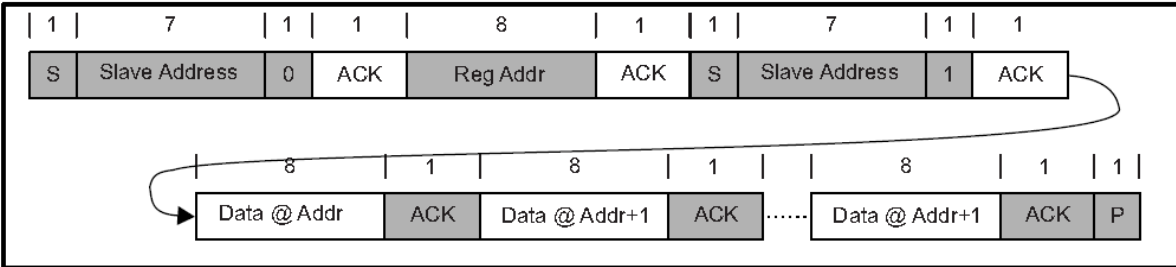 1 7 1 1 8 1 1 7 1 1
S Slave Address 0 ACK Reg Addr ACK S Slave Address 1 ACK
8 1 8 1 8 1 1
Data @ Addr ACK Data @ Addr+1 ACK ...... Data @ Addr+1 ACK P